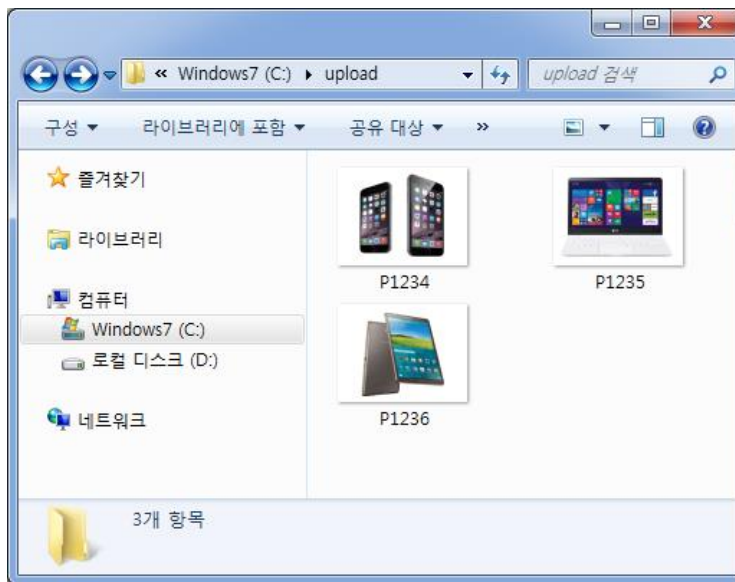 « Windows7 (C:) ▸ upload
upload 검색
구성 라이브러리에 포함 공유 대상 »
즐겨찾기
라이브러리
컴퓨터
Windows7 (C:)
로컬 디스크 (D:)
네트워크
P1234 P1235
P1236
3개 항목